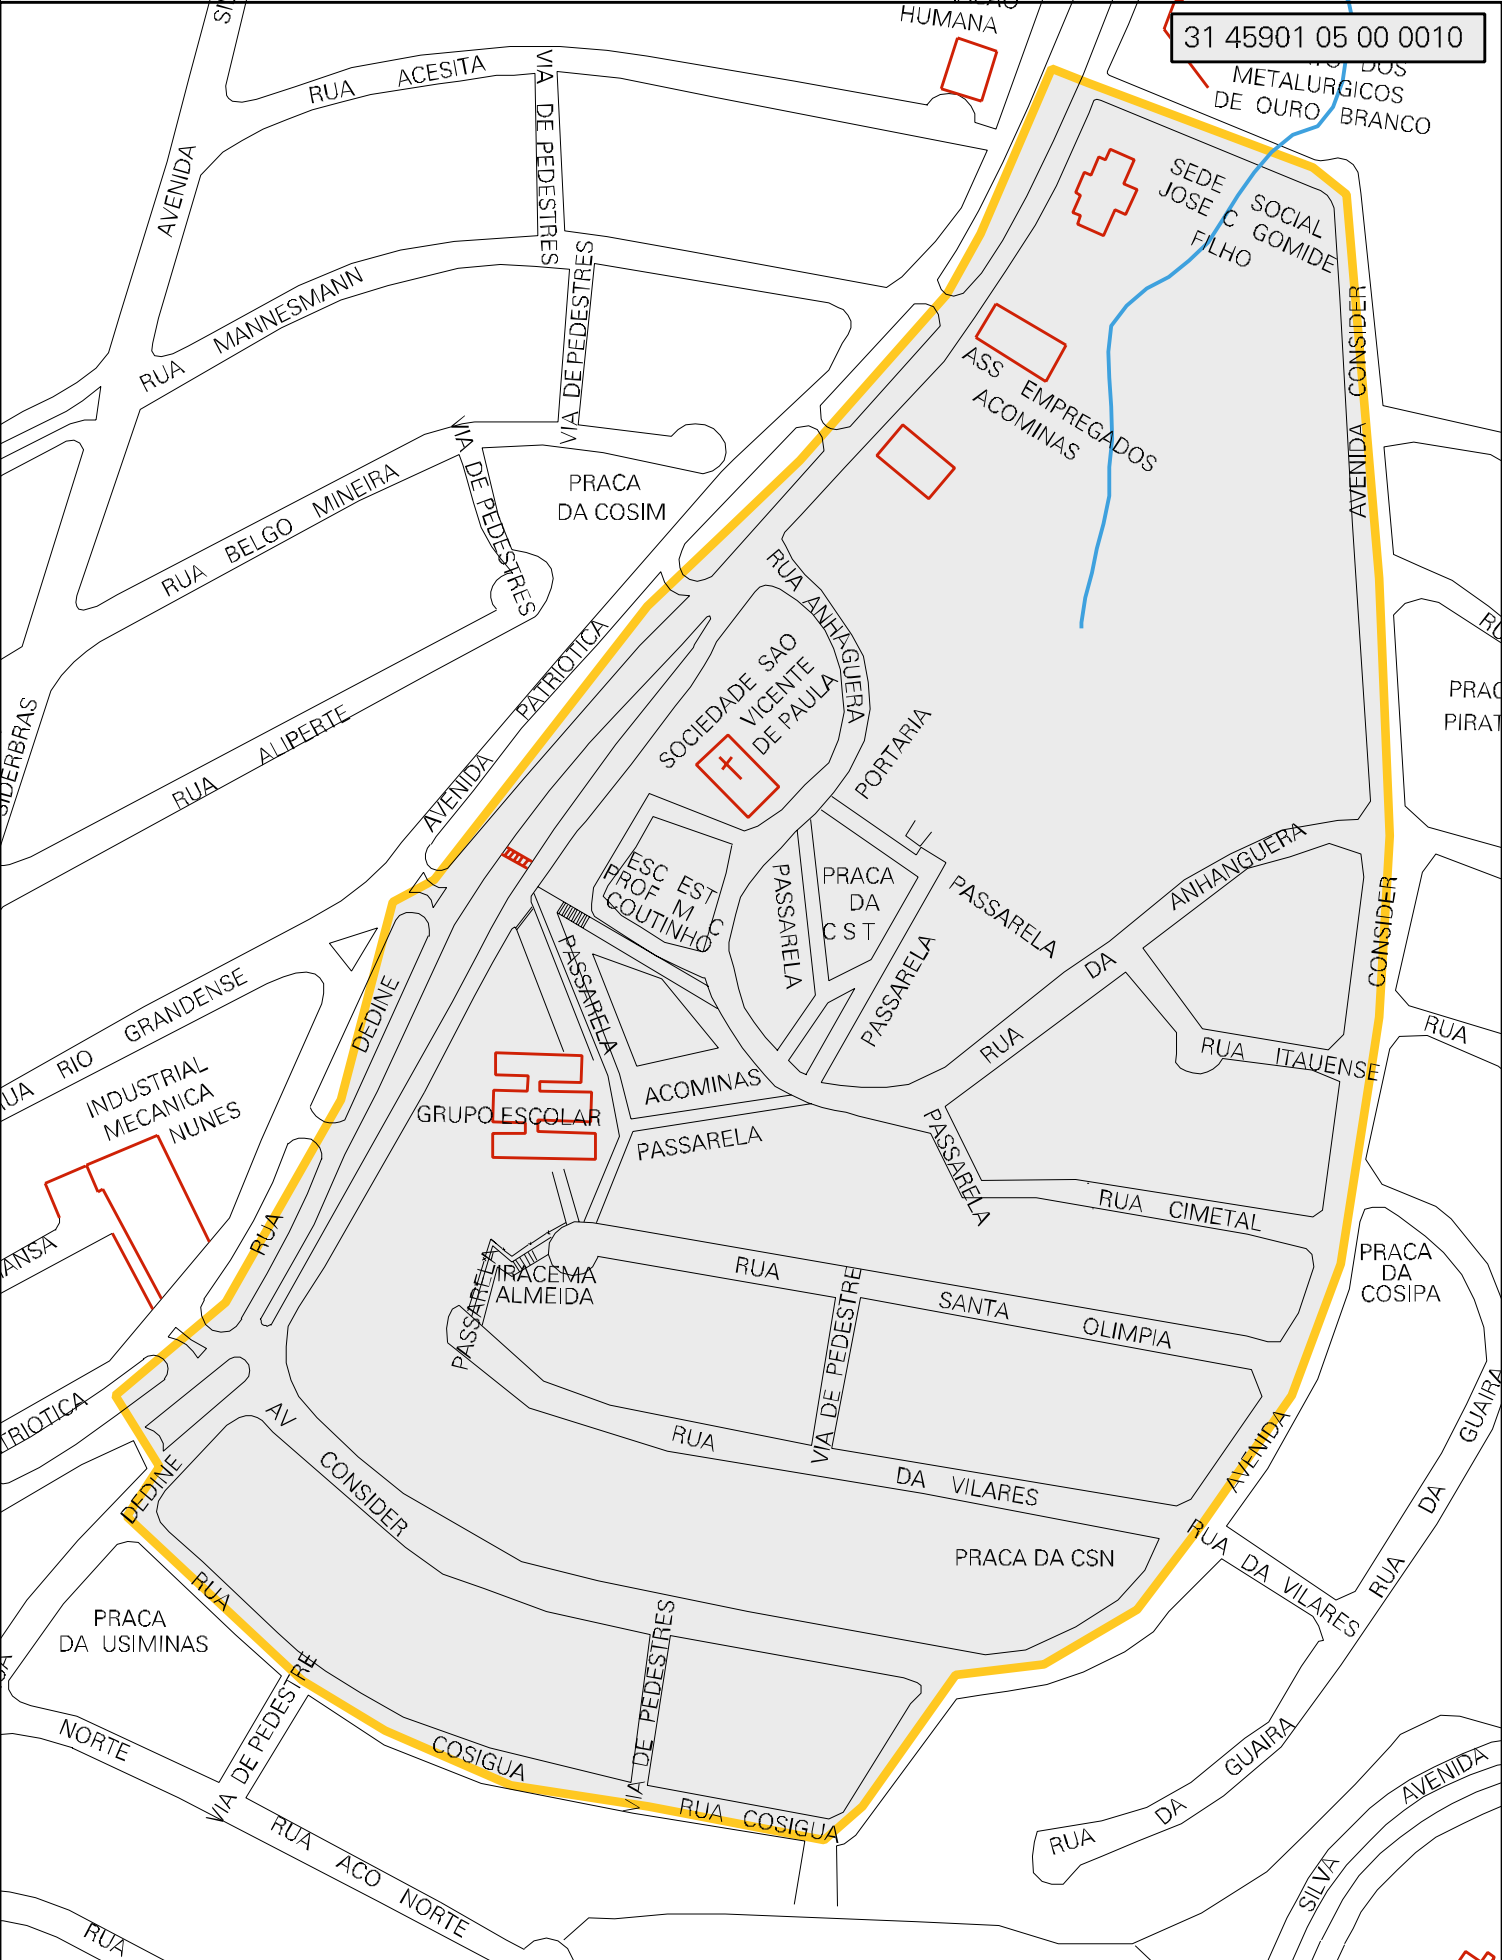 HUMANA
31 45901 05 00 0010
DOS
METALURGICOS
DE OURO BRANCO
RUA ACESITA
VIA DE PEDESTRES
AVENIDA
SEDE SOCIAL
JOSE C GOMIDE
FILHO
RUA MANNESMANN
VIA DE PEDESTRES
AVENIDA CONSIDER
ASS EMPREGADOS
ACOMINAS
VIA DE PEDESTRES
PRACA
DA COSIM
RUA BELGO MINEIRA
RUA ANHAGUERA
AVENIDA PATRIOTICA
SOCIEDADE SAO
VICENTE
DE PAULA
PORTARIA
RUA ALIPERTE
ESC EST
PROF M C
COUTINHO
PASSARELA
PRACA
DA
CST
PASSARELA
PASSARELA
RUA DA ANHANGUERA
CONSIDER
RUA
PASSARELA
RUA ITAUENSE
RIO GRANDENSE
RUA DEDINE
INDUSTRIAL
MECANICA
NUNES
GRUPO ESCOLAR
ACOMINAS
PASSARELA
PASSARELA
RUA CIMETAL
PRACA
DA
COSIPA
RUA SANTA OLIMPIA
PASSARELA
IRACEMA
ALMEIDA
VIA DE PEDESTRE
RUA DA VILARES
AVENIDA
RUA DA GUAIRA
AV CONSIDER
DEDINE
PRACA DA CSN
RUA DA VILARES
RUA
PRACA
DA USIMINAS
VIA DE PEDESTRE
VIA DE PEDESTRES
COSIGUA
RUA COSIGUA
NORTE
RUA ACO NORTE
RUA DA GUAIRA
SILVA
AVENIDA
RUA